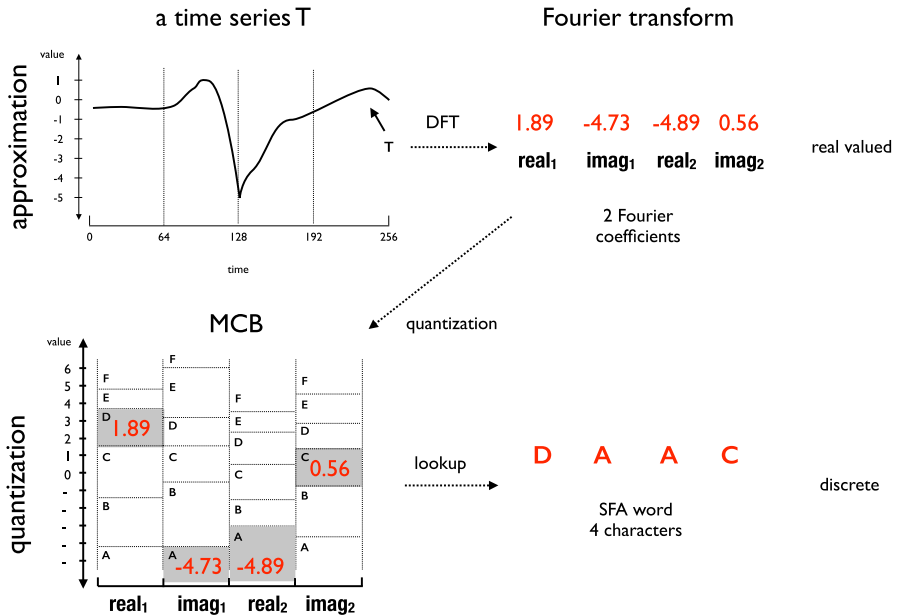 a time series T
Fourier transform
approximation
value
1
0
-1
-2
-3
-4
-5
T
0 64 128 192 256
time
DFT
1.89 -4.73 -4.89 0.56
real1 imag1 real2 imag2
real valued
2 Fourier
coefficients
quantization
MCB
quantization
value
6
5
4
3
2
1
0
-
-
-
-
-
F
E
D
1.89
C
B
A
F
E
D
C
B
A
-4.73
F
E
D
C
B
A
-4.89
F
E
D
C
0.56
B
A
real1 imag1 real2 imag2
lookup
D A A C
SFA word
4 characters
discrete